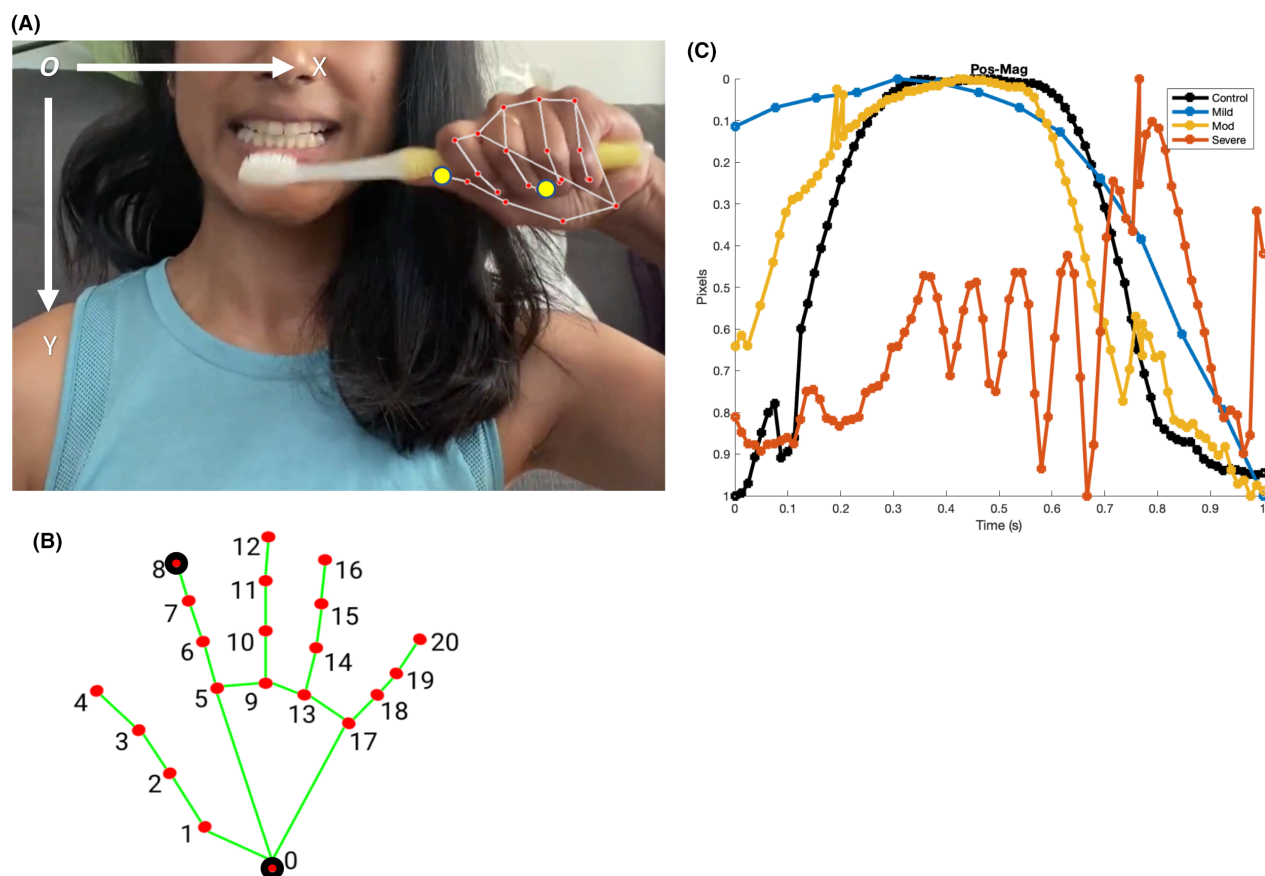 (A)
O X
Y
(B)
12
8 16
11
7 15
10 20
6 14
19
4 5 9 18
13
3 17
2
1
0
(C)
Pos-Mag
Control
Mild
Mod
Severe
Pixels
0
0.1
0.2
0.3
0.4
0.5
0.6
0.7
0.8
0.9
1
0 0.1 0.2 0.3 0.4 0.5 0.6 0.7 0.8 0.9 1
Time (s)